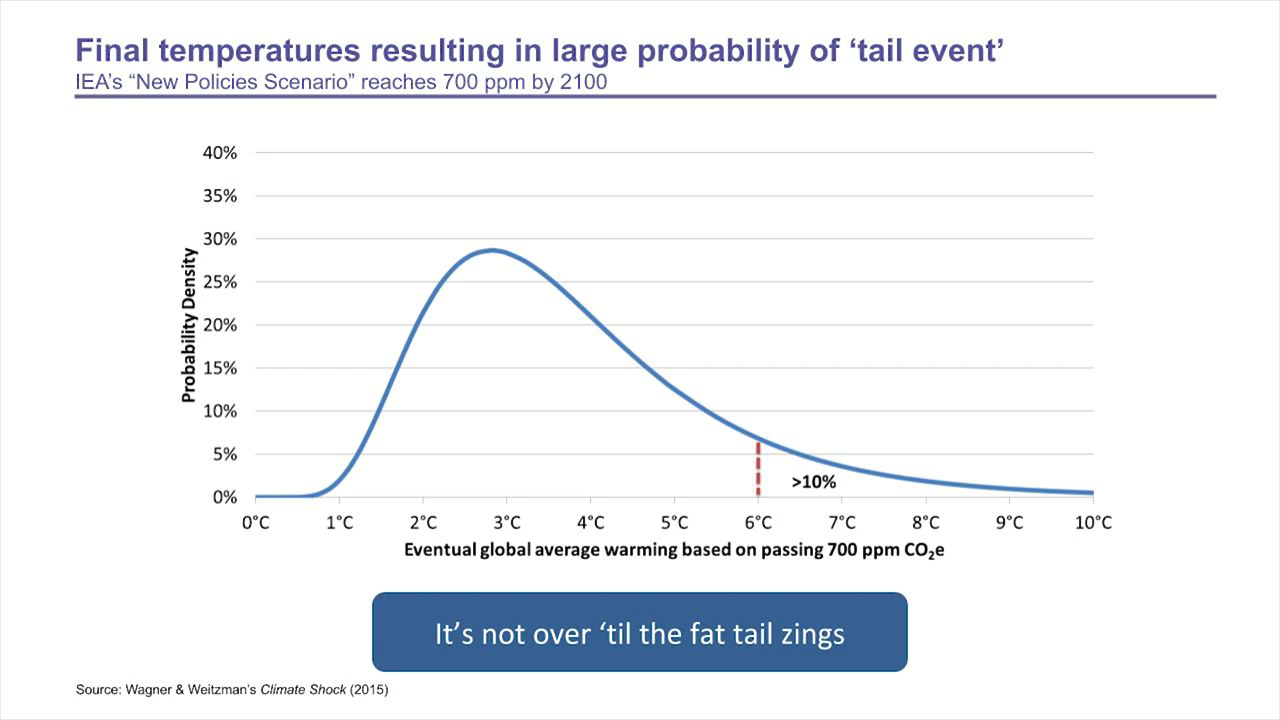 Final temperatures resulting in large probability of ‘tail event’
IEA’s “New Policies Scenario” reaches 700 ppm by 2100
40%
35%
30%
25%
20%
15%
10%
5%
0%
Probability Density
>10%
0°C 1°C 2°C 3°C 4°C 5°C 6°C 7°C 8°C 9°C 10°C
Eventual global average warming based on passing 700 ppm CO₂e
It’s not over ‘til the fat tail zings
Source: Wagner & Weitzman’s Climate Shock (2015)